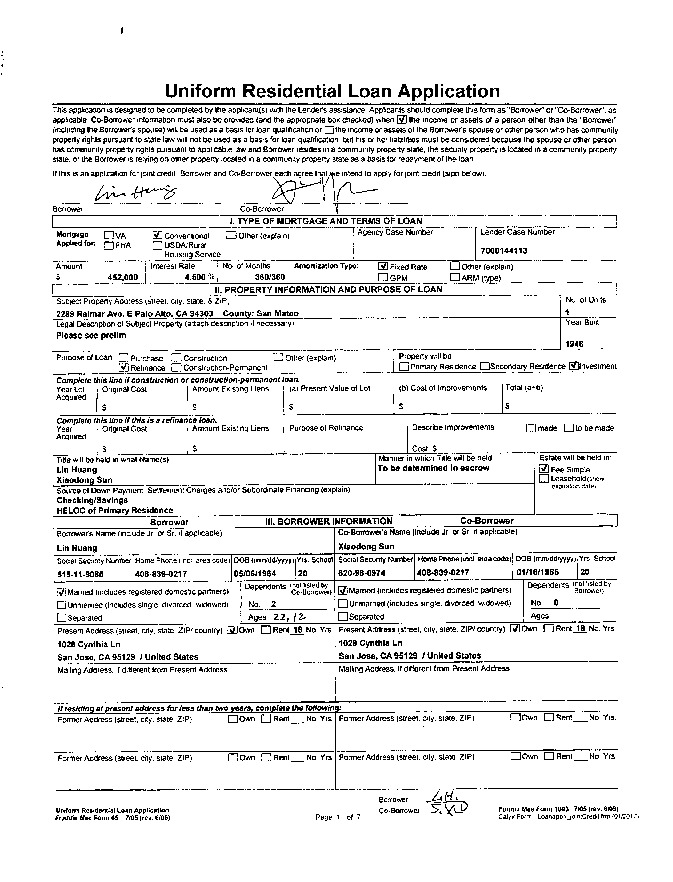 Uniform Residential Loan Application
This application is designed to be completed by the applicant(s) with the Lender's assistance. Applicants should complete this form as "Borrower" or "Co-Borrower", as
applicable. Co-Borrower information must also be provided (and the appropriate box checked) when ☑ the income or assets of a person other than the "Borrower"
(including the Borrower's spouse) will be used as a basis for loan qualification or ☐ the income or assets of the Borrower's spouse or other person who has community
property rights pursuant to state law will not be used as a basis for loan qualification, but his or her liabilities must be considered because the spouse or other person
has community property rights pursuant to applicable law and Borrower resides in a community property state, the security property is located in a community property
state, or the Borrower is relying on other property located in a community property state as a basis for repayment of the loan.
If this is an application for joint credit, Borrower and Co-Borrower each agree that we intend to apply for joint credit (sign below).
Lin Huang
Borrower Co-Borrower
I. TYPE OF MORTGAGE AND TERMS OF LOAN
Mortgage Applied for: ☐ VA ☑ Conventional ☐ Other (explain) Agency Case Number Lender Case Number
☐ FHA ☐ USDA/Rural Housing Service 7000144113
Amount Interest Rate No. of Months Amortization Type: ☑ Fixed Rate ☐ Other (explain)
$ 452,000 4.500 % 360/360 ☐ GPM ☐ ARM (type)
II. PROPERTY INFORMATION AND PURPOSE OF LOAN
Subject Property Address (street, city, state, & ZIP) No. of Units
2289 Ralmar Ave, E Palo Alto, CA 94303 County: San Mateo 1
Legal Description of Subject Property (attach description if necessary) Year Built
Please see prelim 1946
Purpose of Loan ☐ Purchase ☐ Construction ☐ Other (explain) Property will be
☑ Refinance ☐ Construction-Permanent ☐ Primary Residence ☐ Secondary Residence ☑ Investment
Complete this line if construction or construction-permanent loan.
Year Lot Acquired Original Cost Amount Existing Liens (a) Present Value of Lot (b) Cost of Improvements Total (a+b)
$ $ $ $ $
Complete this line if this is a refinance loan.
Year Acquired Original Cost Amount Existing Liens Purpose of Refinance Describe Improvements ☐ made ☐ to be made
$ $ Cost: $
Title will be held in what Name(s) Manner in which Title will be held Estate will be held in:
Lin Huang To be determined in escrow ☑ Fee Simple
Xiaodong Sun ☐ Leasehold (show expiration date)
Source of Down Payment, Settlement Charges and/or Subordinate Financing (explain)
Checking/Savings
HELOC of Primary Residence
Borrower III. BORROWER INFORMATION Co-Borrower
Borrower's Name (include Jr. or Sr. if applicable) Co-Borrower's Name (include Jr. or Sr. if applicable)
Lin Huang Xiaodong Sun
Social Security Number Home Phone (incl. area code) DOB (mm/dd/yyyy) Yrs. School Social Security Number Home Phone (incl. area code) DOB (mm/dd/yyyy) Yrs. School
408-839-0217 20 408-839-0217 20
☑ Married (includes registered domestic partners) Dependents (not listed by Co-Borrower) ☑ Married (includes registered domestic partners) Dependents (not listed by Borrower)
☐ Unmarried (includes single, divorced, widowed) No. 2 ☐ Unmarried (includes single, divorced, widowed) No. 0
☐ Separated Ages 22, 12 ☐ Separated Ages
Present Address (street, city, state, ZIP/ country) ☑ Own ☐ Rent 18 No. Yrs. Present Address (street, city, state, ZIP/ country) ☑ Own ☐ Rent 18 No. Yrs.
1028 Cynthia Ln 1028 Cynthia Ln
San Jose, CA 95129 / United States San Jose, CA 95129 / United States
Mailing Address, if different from Present Address Mailing Address, if different from Present Address
If residing at present address for less than two years, complete the following:
Former Address (street, city, state, ZIP) ☐ Own ☐ Rent No. Yrs. Former Address (street, city, state, ZIP) ☐ Own ☐ Rent No. Yrs.
Former Address (street, city, state, ZIP) ☐ Own ☐ Rent No. Yrs. Former Address (street, city, state, ZIP) ☐ Own ☐ Rent No. Yrs.
Borrower L.H.
Co-Borrower S.XD
Uniform Residential Loan Application Fannie Mae Form 1003 7/05 (rev. 6/09)
Freddie Mac Form 65 7/05 (rev. 6/09) Page 1 of 7